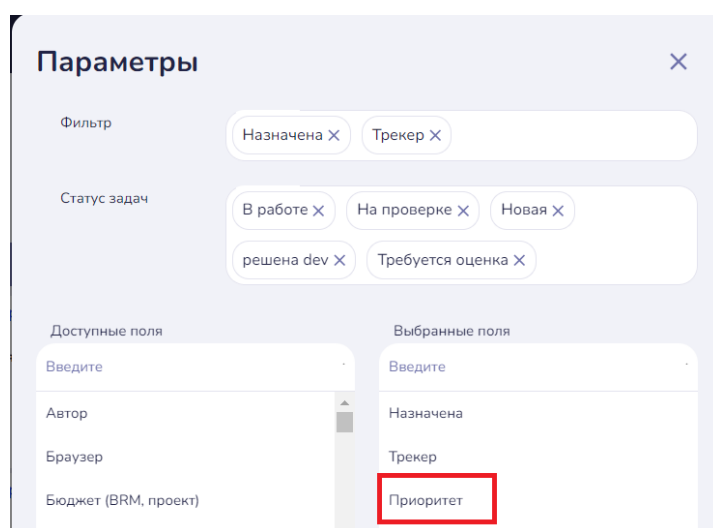 Параметры
Фильтр
Назначена
Трекер
Статус задач
В работе
На проверке
Новая
решена dev
Требуется оценка
Доступные поля
Выбранные поля
Введите
Введите
Автор
Назначена
Браузер
Трекер
Бюджет (BRM, проект)
Приоритет